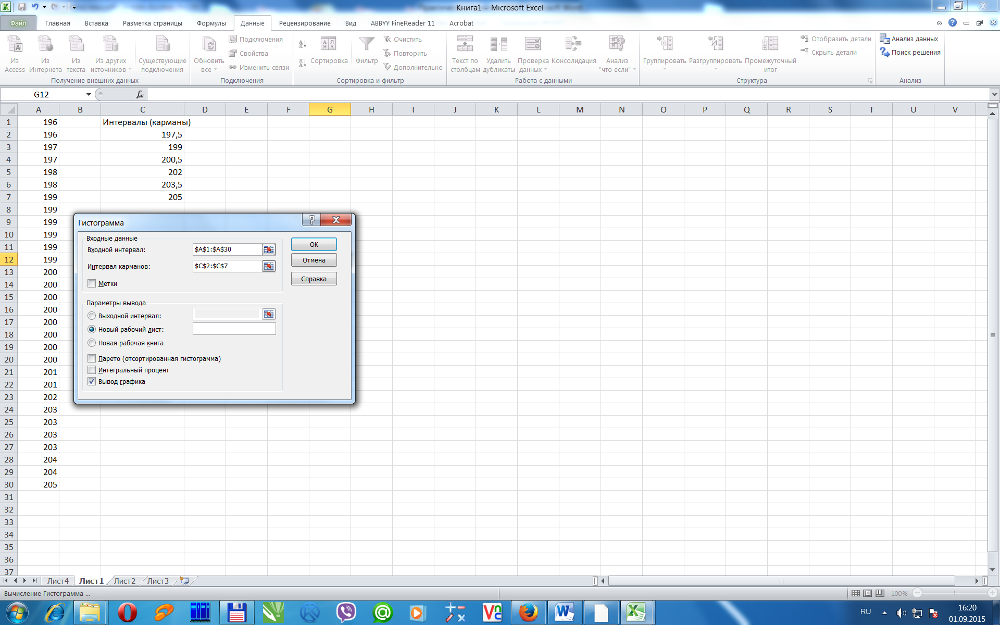 Книга1 - Microsoft Excel
Файл Главная Вставка Разметка страницы Формулы Данные Рецензирование Вид ABBYY FineReader 11 Acrobat
Из Access Из Интернета Из текста Из других источников Существующие подключения
Получение внешних данных
Обновить все Подключения Свойства Изменить связи
Подключения
Сортировка Фильтр Очистить Повторить Дополнительно
Сортировка и фильтр
Текст по столбцам Удалить дубликаты Проверка данных Консолидация Анализ "что если"
Работа с данными
Группировать Разгруппировать Промежуточный итог Отобразить детали Скрыть детали
Структура
Анализ данных
Поиск решения
Анализ
G12 fx
A B C D E F G H I J K L M N O P Q R S T U V
1 196 Интервалы (карманы)
2 196 197,5
3 197 199
4 197 200,5
5 198 202
6 198 203,5
7 199 205
8 199
9 199
10 199
11 199
12 199
13 200
14 200
15 200
16 200
17 200
18 200
19 200
20 200
21 201
22 201
23 202
24 203
25 203
26 203
27 203
28 204
29 204
30 205
31
32
33
34
35
36
37
Гистограмма
Входные данные
Входной интервал: $A$1:$A$30
Интервал карманов: $C$2:$C$7
Метки
OK
Отмена
Справка
Параметры вывода
Выходной интервал:
Новый рабочий лист:
Новая рабочая книга
Парето (отсортированная гистограмма)
Интегральный процент
Вывод графика
Лист4 Лист1 Лист2 Лист3
Вычисление Гистограмма ...
100%
RU
16:20
01.09.2015